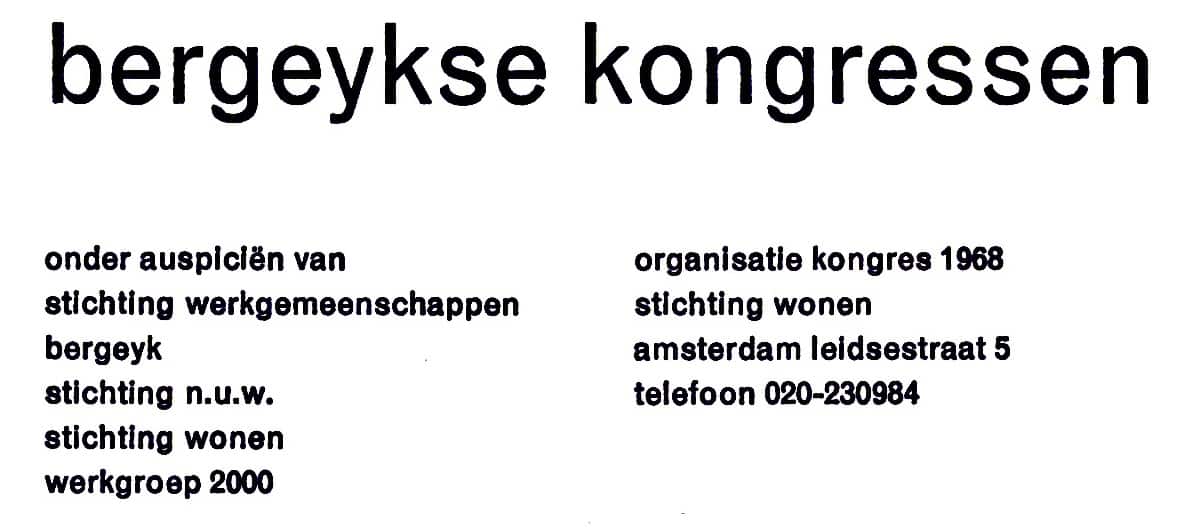 bergeykse kongressen
onder auspiciën van
stichting werkgemeenschappen
bergeyk
stichting n.u.w.
stichting wonen
werkgroep 2000
organisatie kongres 1968
stichting wonen
amsterdam leidsestraat 5
telefoon 020-230984